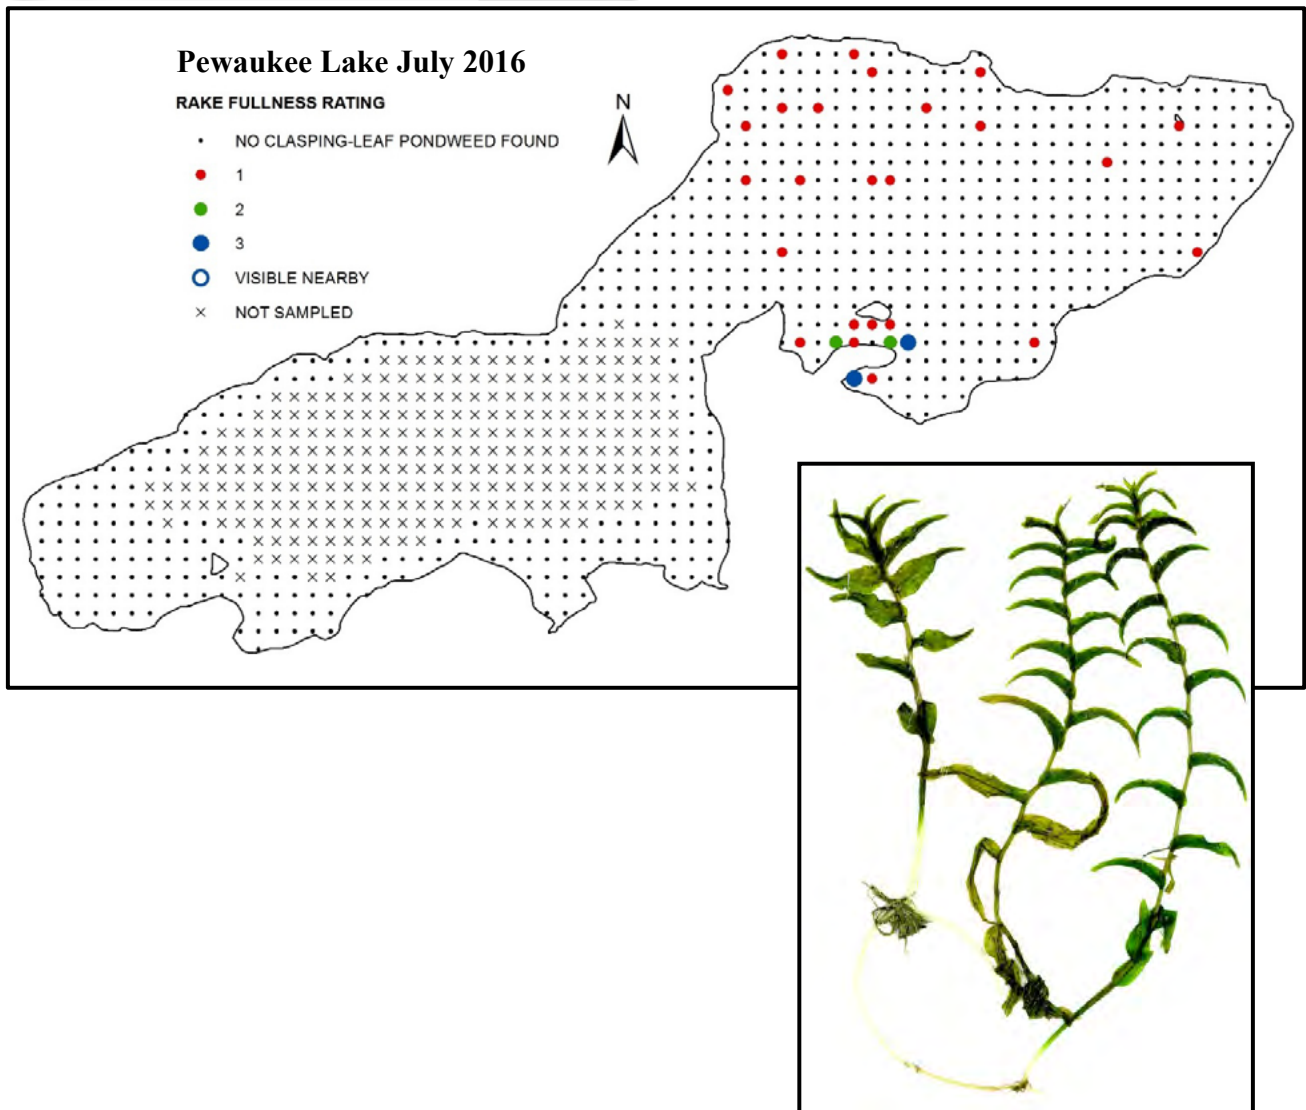 Pewaukee Lake July 2016
RAKE FULLNESS RATING
NO CLASPING-LEAF PONDWEED FOUND
1
2
3
VISIBLE NEARBY
NOT SAMPLED
N